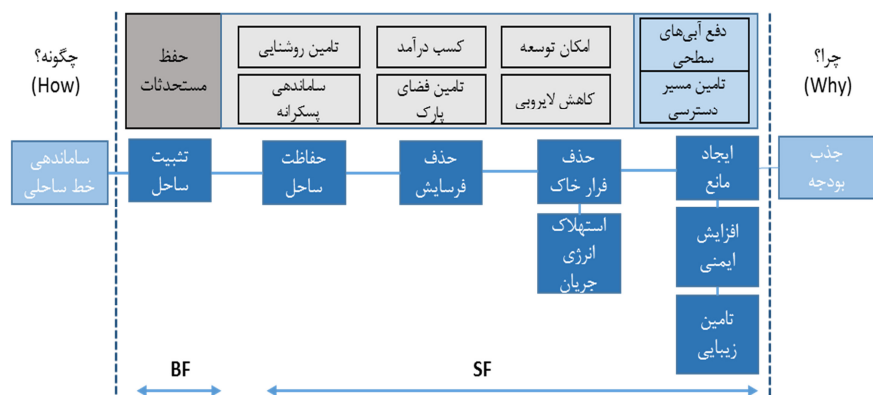 چرا؟
(Why)
جذب
بودجه
دفع آبی‌های
سطحی
تامین مسیر
دسترسی
امکان توسعه
کاهش لایروبی
کسب درآمد
تامین فضای
پارک
تامین روشنایی
ساماندهی
پسکرانه
حفظ
مستحدثات
چگونه؟
(How)
ساماندهی
خط ساحلی
ایجاد
مانع
افزایش
ایمنی
تامین
زیبایی
حذف
فرار خاک
استهلاک
انرژی
جریان
حذف
فرسایش
حفاظت
ساحل
تثبیت
ساحل
SF
BF